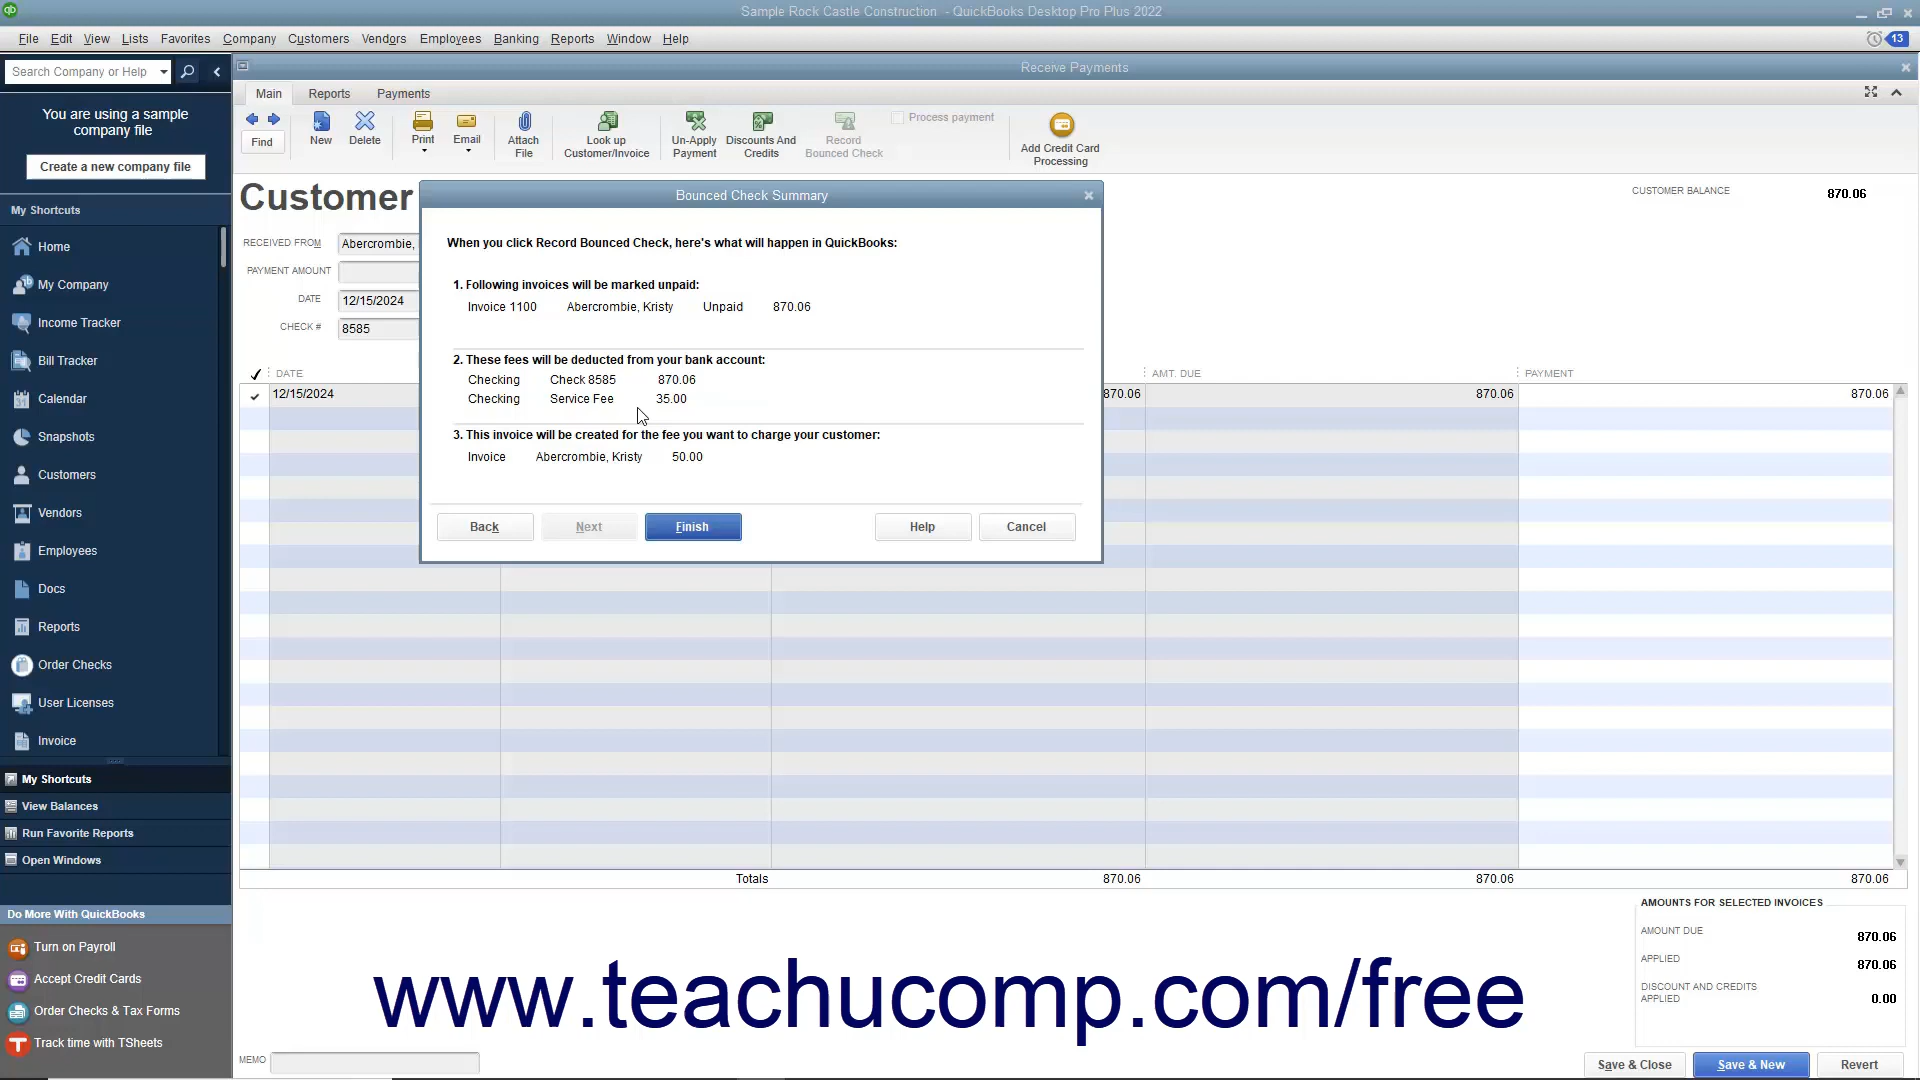 Sample Rock Castle Construction - QuickBooks Desktop Pro Plus 2022
File Edit View Lists Favorites Company Customers Vendors Employees Banking Reports Window Help
13
Search Company or Help
Receive Payments
You are using a sample
company file
Create a new company file
Main Reports Payments
Find
New
Delete
Print
Email
Attach
File
Look up
Customer/Invoice
Un-Apply
Payment
Discounts And
Credits
Record
Bounced Check
Process payment
Add Credit Card
Processing
My Shortcuts
Home
My Company
Income Tracker
Bill Tracker
Calendar
Snapshots
Customers
Vendors
Employees
Docs
Reports
Order Checks
User Licenses
Invoice
My Shortcuts
View Balances
Run Favorite Reports
Open Windows
Do More With QuickBooks
Turn on Payroll
Accept Credit Cards
Order Checks & Tax Forms
Track time with TSheets
Customer
CUSTOMER BALANCE 870.06
RECEIVED FROM Abercrombie,
PAYMENT AMOUNT
DATE 12/15/2024
CHECK # 8585
Bounced Check Summary
When you click Record Bounced Check, here's what will happen in QuickBooks:
1. Following invoices will be marked unpaid:
Invoice 1100 Abercrombie, Kristy Unpaid 870.06
2. These fees will be deducted from your bank account:
Checking Check 8585 870.06
Checking Service Fee 35.00
3. This invoice will be created for the fee you want to charge your customer:
Invoice Abercrombie, Kristy 50.00
Back Next Finish Help Cancel
DATE AMT. DUE PAYMENT
12/15/2024 870.06 870.06 870.06
Totals 870.06 870.06 870.06
AMOUNTS FOR SELECTED INVOICES
AMOUNT DUE 870.06
APPLIED 870.06
DISCOUNT AND CREDITS
APPLIED 0.00
www.teachucomp.com/free
MEMO
Save & Close Save & New Revert